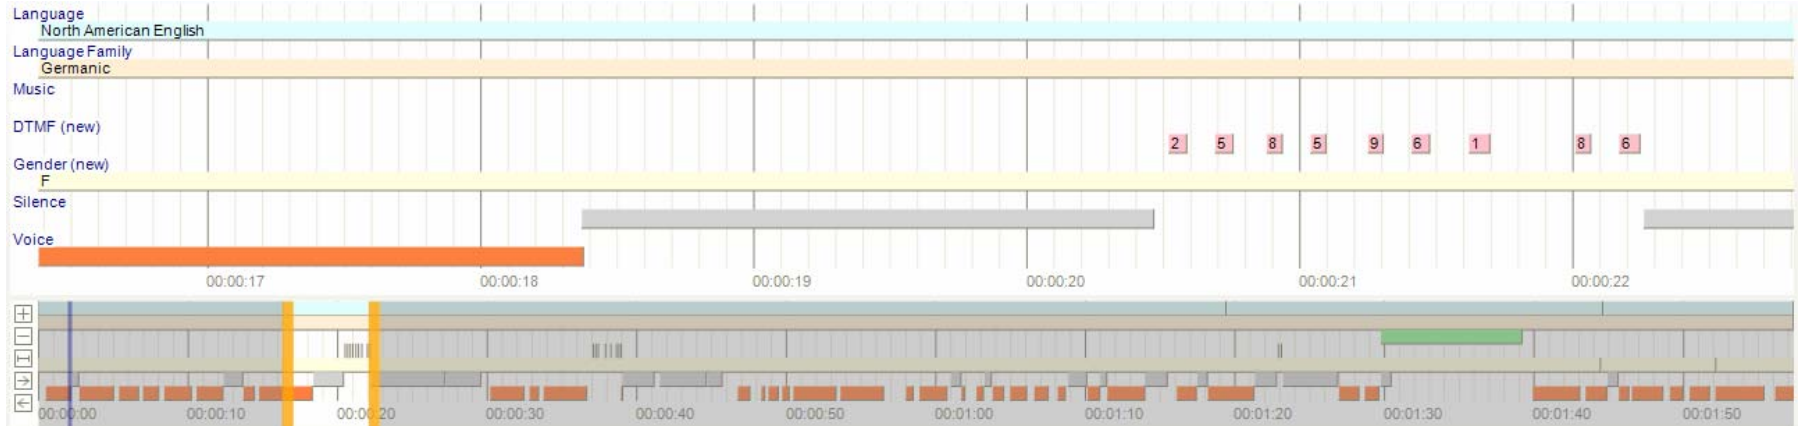 Language
North American English
Language Family
Germanic
Music
DTMF (new)
2 5 8 5 9 6 1 8 6
Gender (new)
F
Silence
Voice
00:00:17 00:00:18 00:00:19 00:00:20 00:00:21 00:00:22
00:00:00 00:00:10 00:00:20 00:00:30 00:00:40 00:00:50 00:01:00 00:01:10 00:01:20 00:01:30 00:01:40 00:01:50